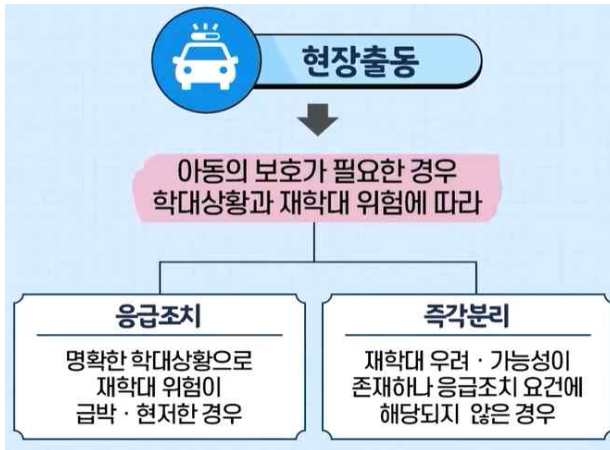 현장출동
아동의 보호가 필요한 경우
학대상황과 재학대 위험에 따라
응급조치
명확한 학대상황으로
재학대 위험이
급박 · 현저한 경우
즉각분리
재학대 우려 · 가능성이
존재하나 응급조치 요건에
해당되지 않은 경우